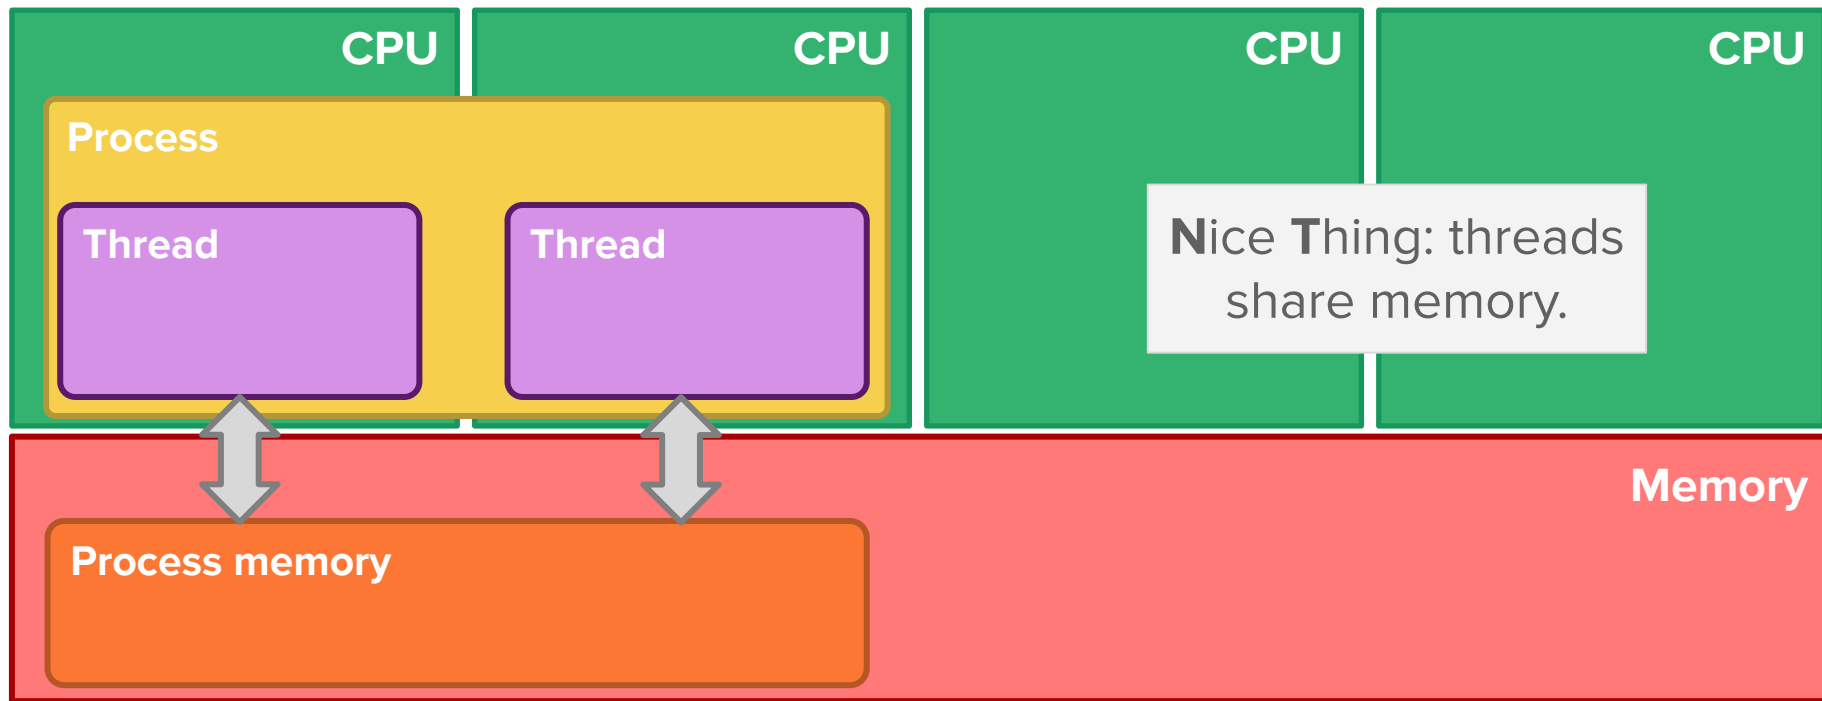 CPU
CPU
CPU
CPU
Process
Thread
Thread
Nice Thing: threads
share memory.
Memory
Process memory